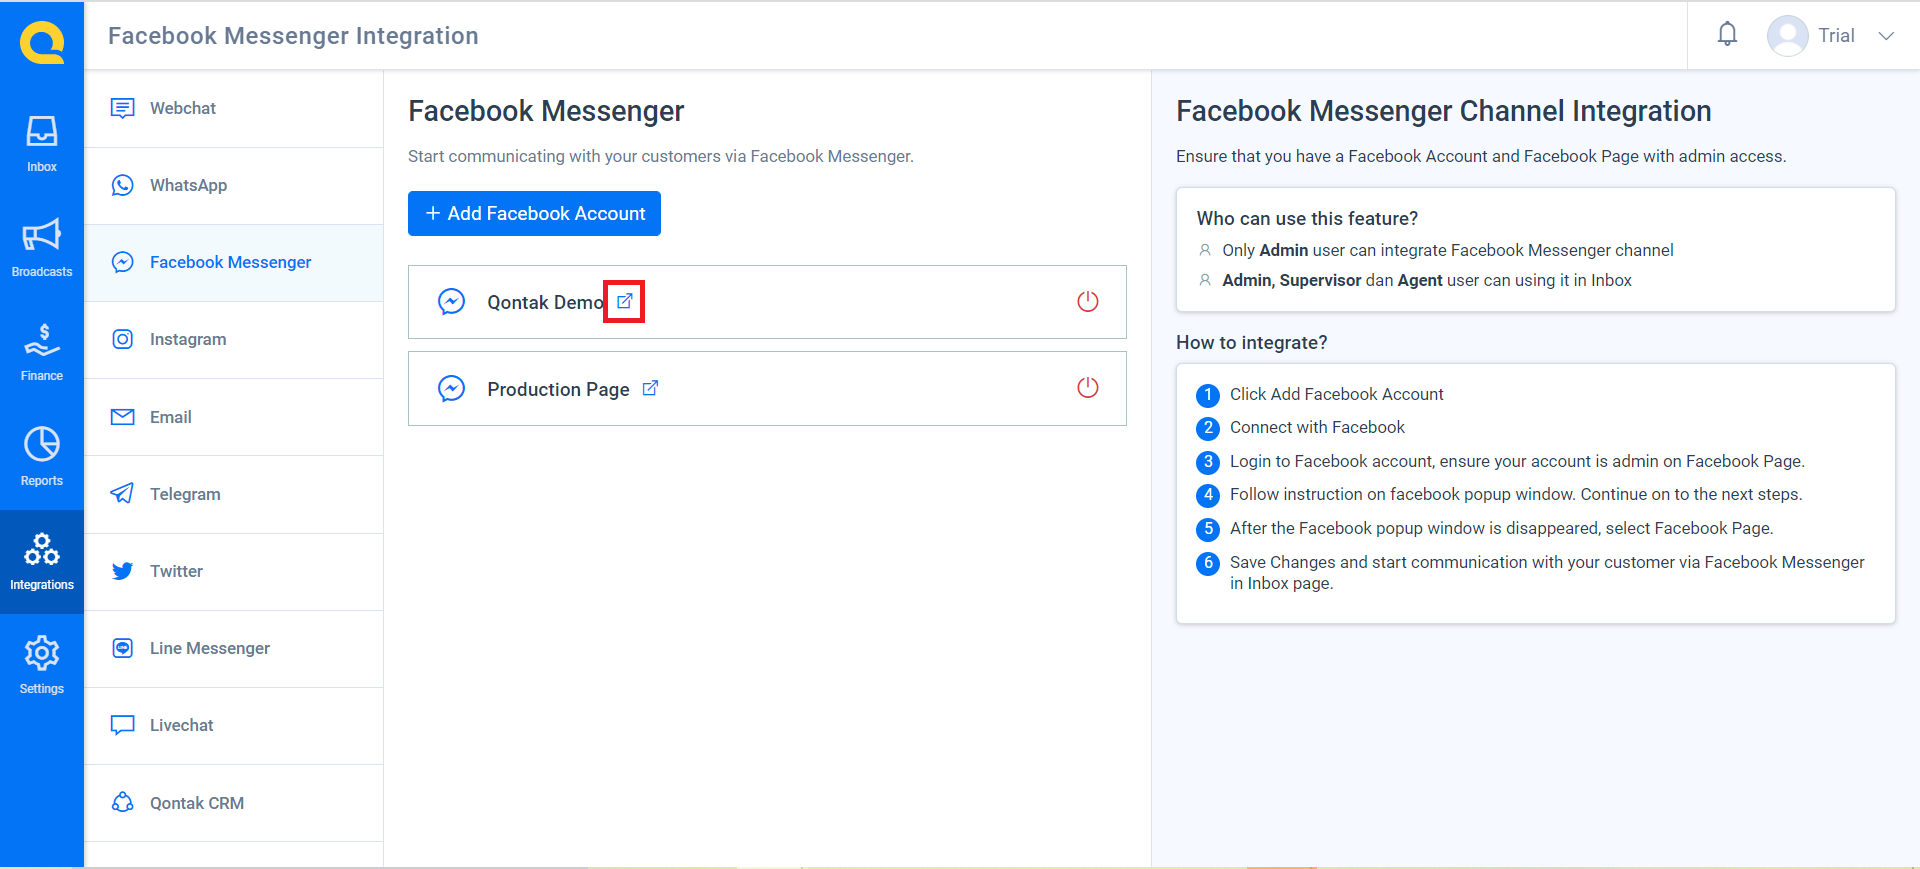 Facebook Messenger Integration
Trial
Inbox
Broadcasts
Finance
Reports
Integrations
Settings
Webchat
WhatsApp
Facebook Messenger
Instagram
Email
Telegram
Twitter
Line Messenger
Livechat
Qontak CRM
Facebook Messenger
Start communicating with your customers via Facebook Messenger.
+ Add Facebook Account
Qontak Demo
Production Page
Facebook Messenger Channel Integration
Ensure that you have a Facebook Account and Facebook Page with admin access.
Who can use this feature?
Only Admin user can integrate Facebook Messenger channel
Admin, Supervisor dan Agent user can using it in Inbox
How to integrate?
1 Click Add Facebook Account
2 Connect with Facebook
3 Login to Facebook account, ensure your account is admin on Facebook Page.
4 Follow instruction on facebook popup window. Continue on to the next steps.
5 After the Facebook popup window is disappeared, select Facebook Page.
6 Save Changes and start communication with your customer via Facebook Messenger
in Inbox page.